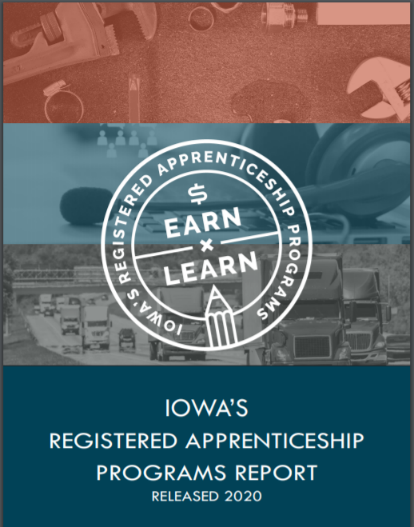 IOWA'S REGISTERED APPRENTICESHIP PROGRAMS
$
EARN
×
LEARN
IOWA'S
REGISTERED APPRENTICESHIP
PROGRAMS REPORT
RELEASED 2020